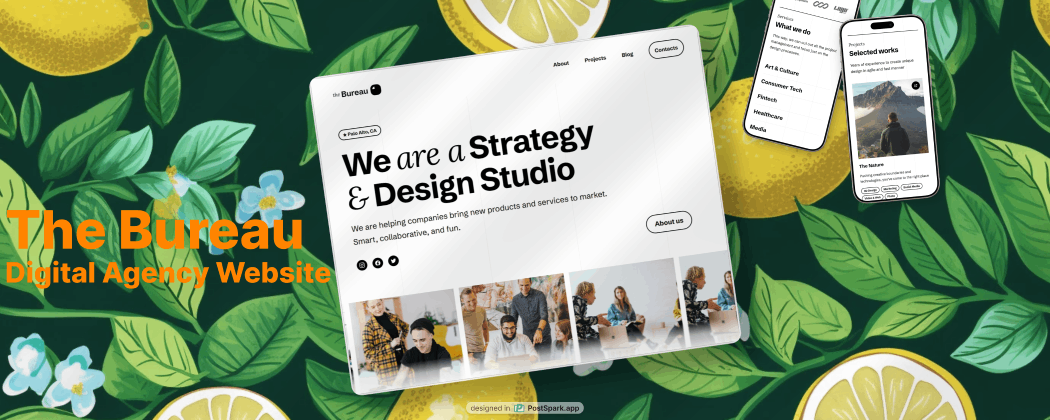 The Bureau
Digital Agency Website
the Bureau
About
Projects
Blog
Contacts
Palo Alto, CA
We are a Strategy
& Design Studio
We are helping companies bring new products and services to market.
Smart, collaborative, and fun.
About us
Logo
Services
What we do
Art & Culture
Consumer Tech
Fintech
Healthcare
Media
Projects
Selected works
Years of experience to create unique
design in agile and fast manner
The Nature
designed in PostSpark.app